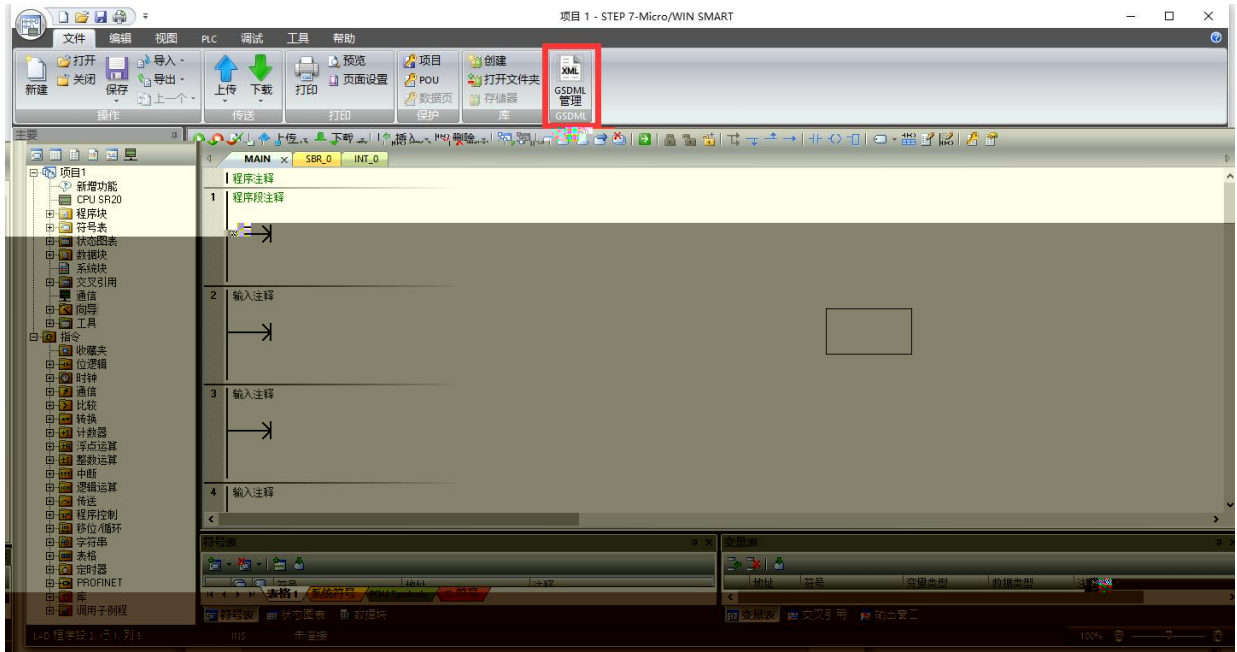 项目 1 - STEP 7-Micro/WIN SMART
文件 编辑 视图 PLC 调试 工具 帮助
新建
打开
关闭
保存
导入
导出
上一个
操作
上传 下载
传送
打印
预览
页面设置
打印
项目
POU
数据页
保护
创建
打开文件夹
存储器
库
XML
GSDML
管理
GSDML
主要
上传 下载 插入 删除
MAIN SBR_0 INT_0
项目1
新增功能
CPU SR20
程序块
符号表
状态图表
数据块
系统块
交叉引用
通信
向导
工具
指令
收藏夹
位逻辑
时钟
通信
比较
转换
计数器
浮点运算
整数运算
中断
逻辑运算
传送
程序控制
移位/循环
字符串
表格
定时器
PROFINET
库
调用子例程
程序注释
1 程序段注释
2 输入注释
3 输入注释
4 输入注释
符号表
符号 地址 注释
表格 1 系统符号 POU Symbols
符号表 状态图表 数据块
变量表
地址 符号 变量类型 数据类型
变量表 交叉引用 输出窗口
INS 未连接
100%